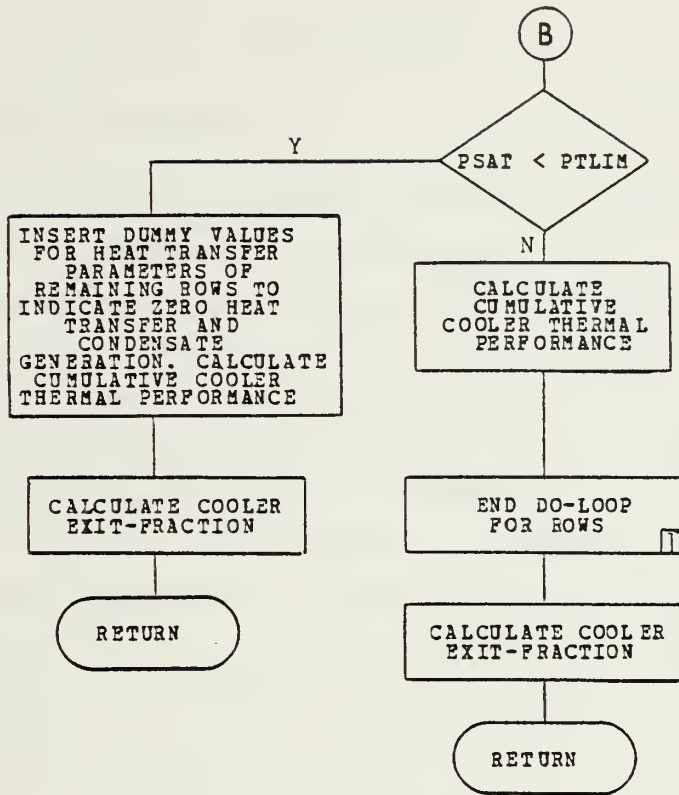 B
PSAT < PTLIM
Y
N
INSERT DUMMY VALUES
FOR HEAT TRANSFER
PARAMETERS OF
REMAINING ROWS TO
INDICATE ZERO HEAT
TRANSFER AND
CONDENSATE
GENERATION. CALCULATE
CUMULATIVE COOLER
THERMAL PERFORMANCE
CALCULATE COOLER
EXIT-FRACTION
RETURN
CALCULATE
CUMULATIVE
COOLER THERMAL
PERFORMANCE
END DO-LOOP
FOR ROWS
CALCULATE COOLER
EXIT-FRACTION
RETURN